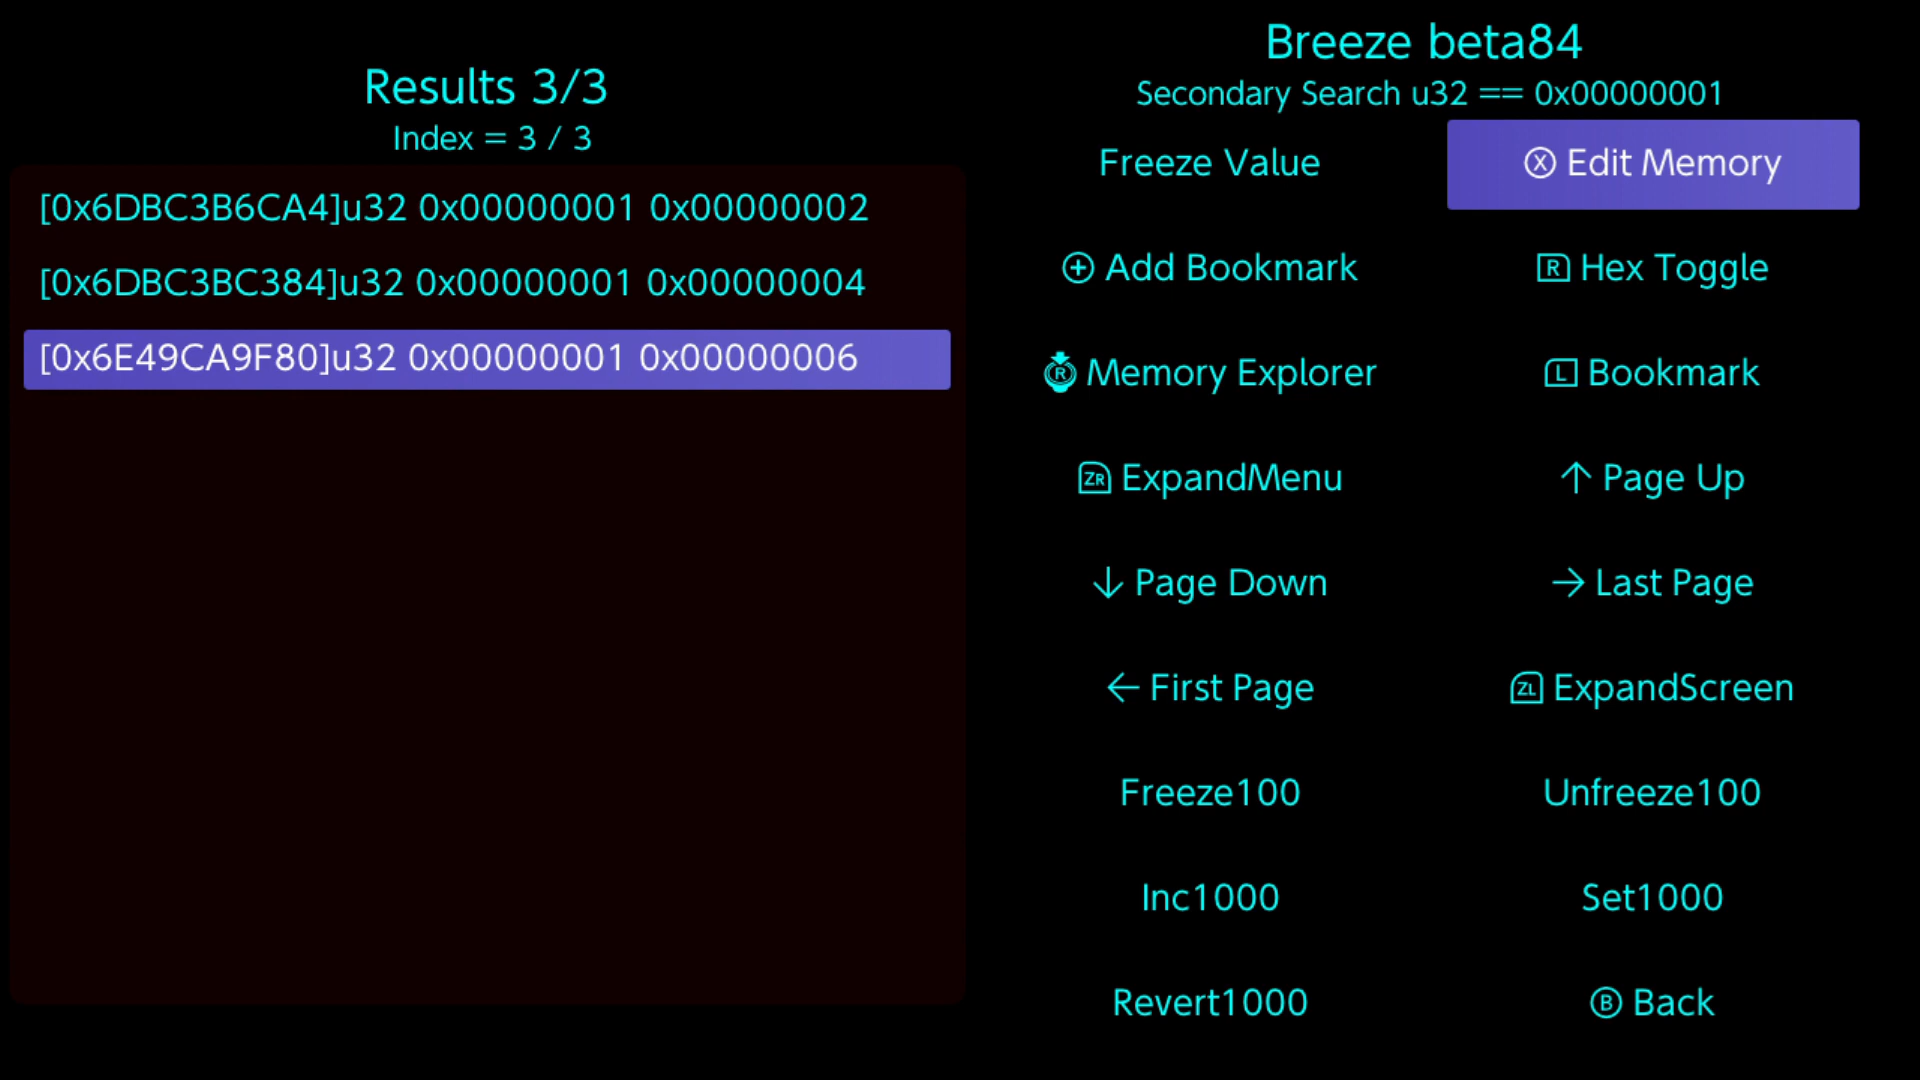 Results 3/3
Index = 3 / 3
[0x6DBC3B6CA4]u32 0x00000001 0x00000002
[0x6DBC3BC384]u32 0x00000001 0x00000004
[0x6E49CA9F80]u32 0x00000001 0x00000006
Breeze beta84
Secondary Search u32 == 0x00000001
Freeze Value
Ⓧ Edit Memory
⊕ Add Bookmark
R Hex Toggle
R Memory Explorer
L Bookmark
ZR ExpandMenu
↑ Page Up
↓ Page Down
→ Last Page
← First Page
ZL ExpandScreen
Freeze100
Unfreeze100
Inc1000
Set1000
Revert1000
Ⓑ Back